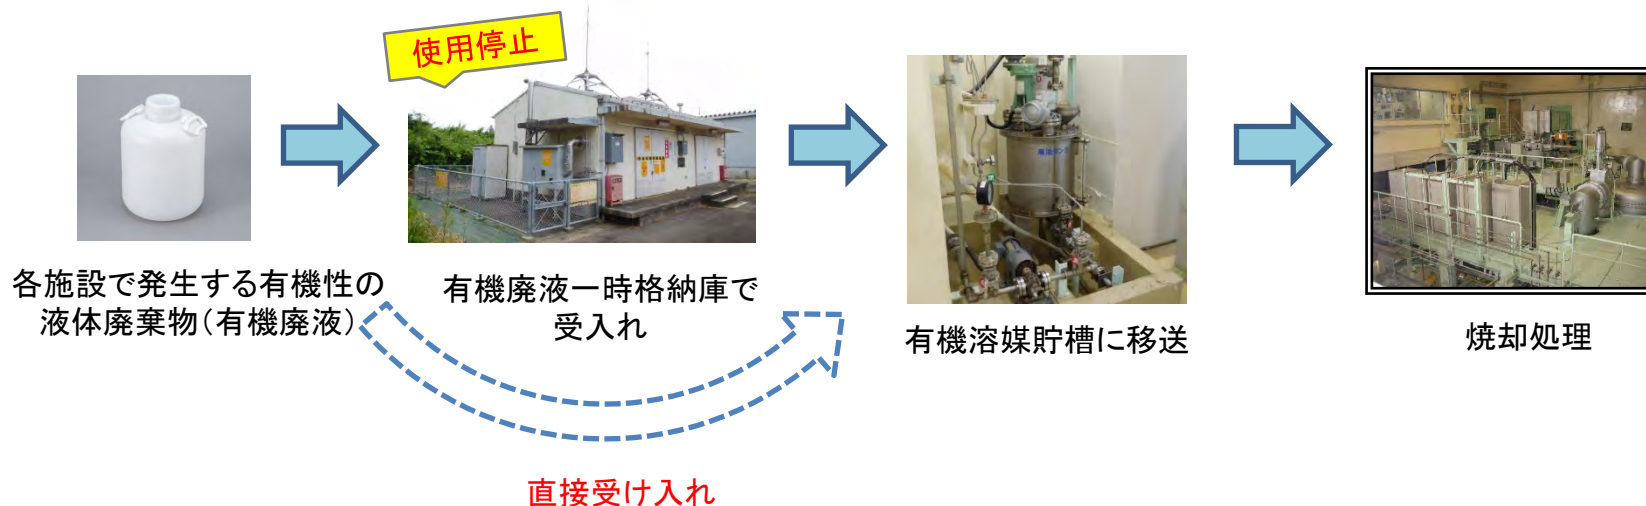 使用停止
各施設で発生する有機性の
液体廃棄物(有機廃液)
有機廃液一時格納庫で
受入れ
有機溶媒貯槽に移送
焼却処理
直接受け入れ